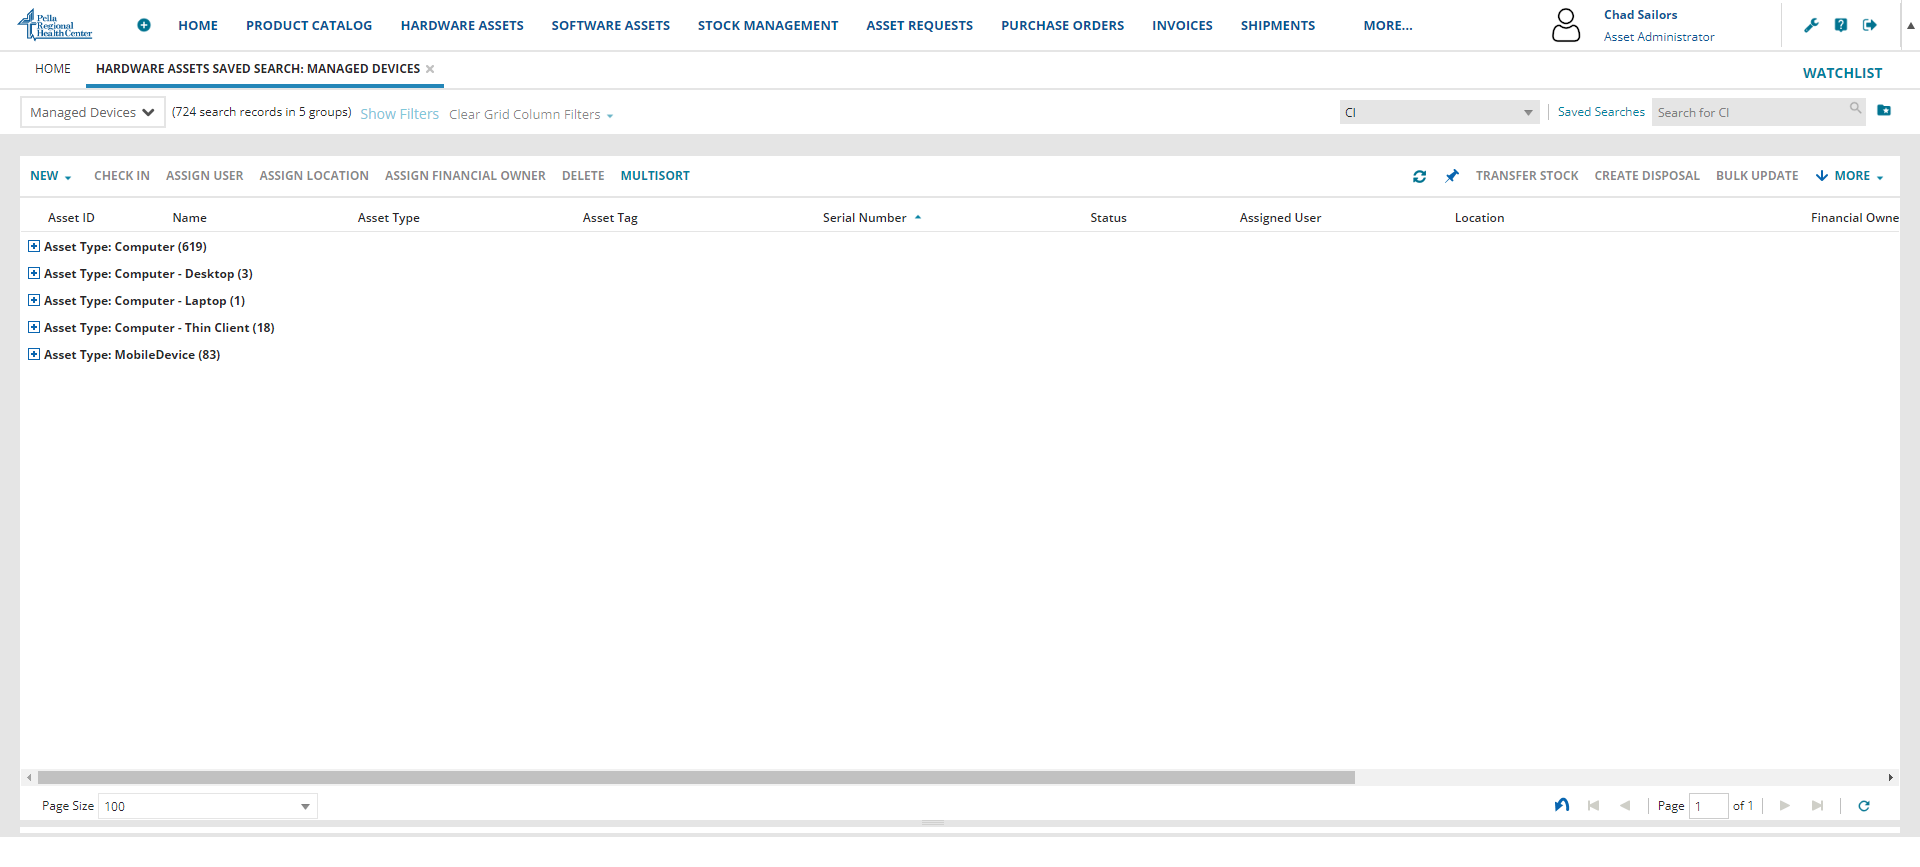 Pella
Regional
Health Center
HOME PRODUCT CATALOG HARDWARE ASSETS SOFTWARE ASSETS STOCK MANAGEMENT ASSET REQUESTS PURCHASE ORDERS INVOICES SHIPMENTS MORE...
Chad Sailors
Asset Administrator
HOME HARDWARE ASSETS SAVED SEARCH: MANAGED DEVICES
WATCHLIST
Managed Devices (724 search records in 5 groups) Show Filters Clear Grid Column Filters CI Saved Searches Search for CI
NEW CHECK IN ASSIGN USER ASSIGN LOCATION ASSIGN FINANCIAL OWNER DELETE MULTISORT TRANSFER STOCK CREATE DISPOSAL BULK UPDATE MORE
Asset ID Name Asset Type Asset Tag Serial Number Status Assigned User Location Financial Owne
Asset Type: Computer (619)
Asset Type: Computer - Desktop (3)
Asset Type: Computer - Laptop (1)
Asset Type: Computer - Thin Client (18)
Asset Type: MobileDevice (83)
Page Size 100 Page 1 of 1